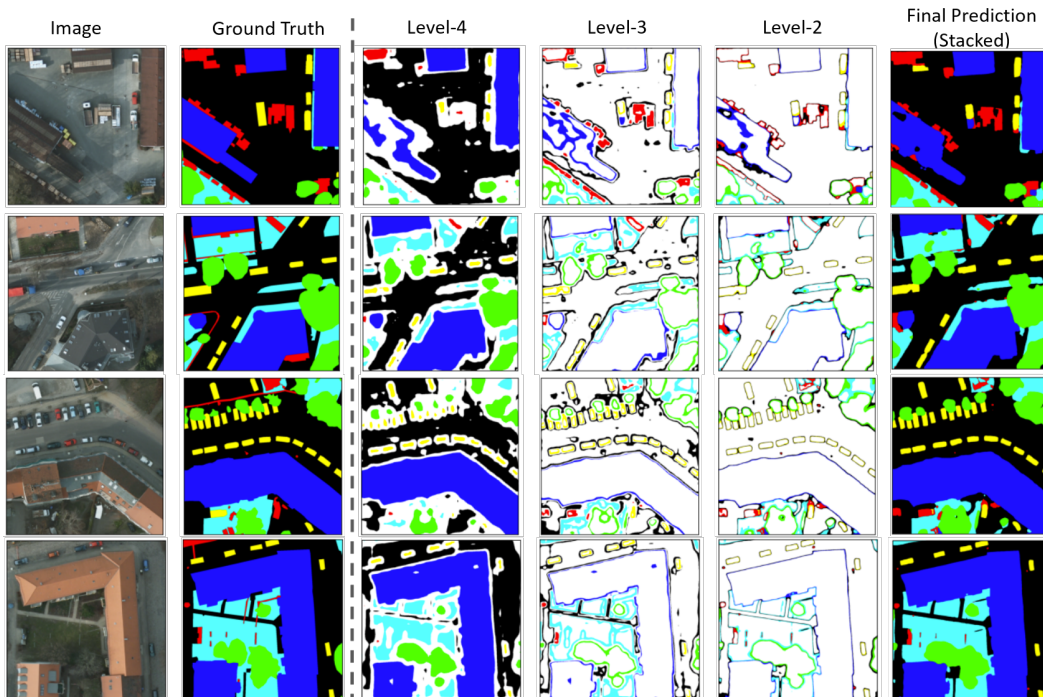 Image
Ground Truth
Level-4
Level-3
Level-2
Final Prediction
(Stacked)